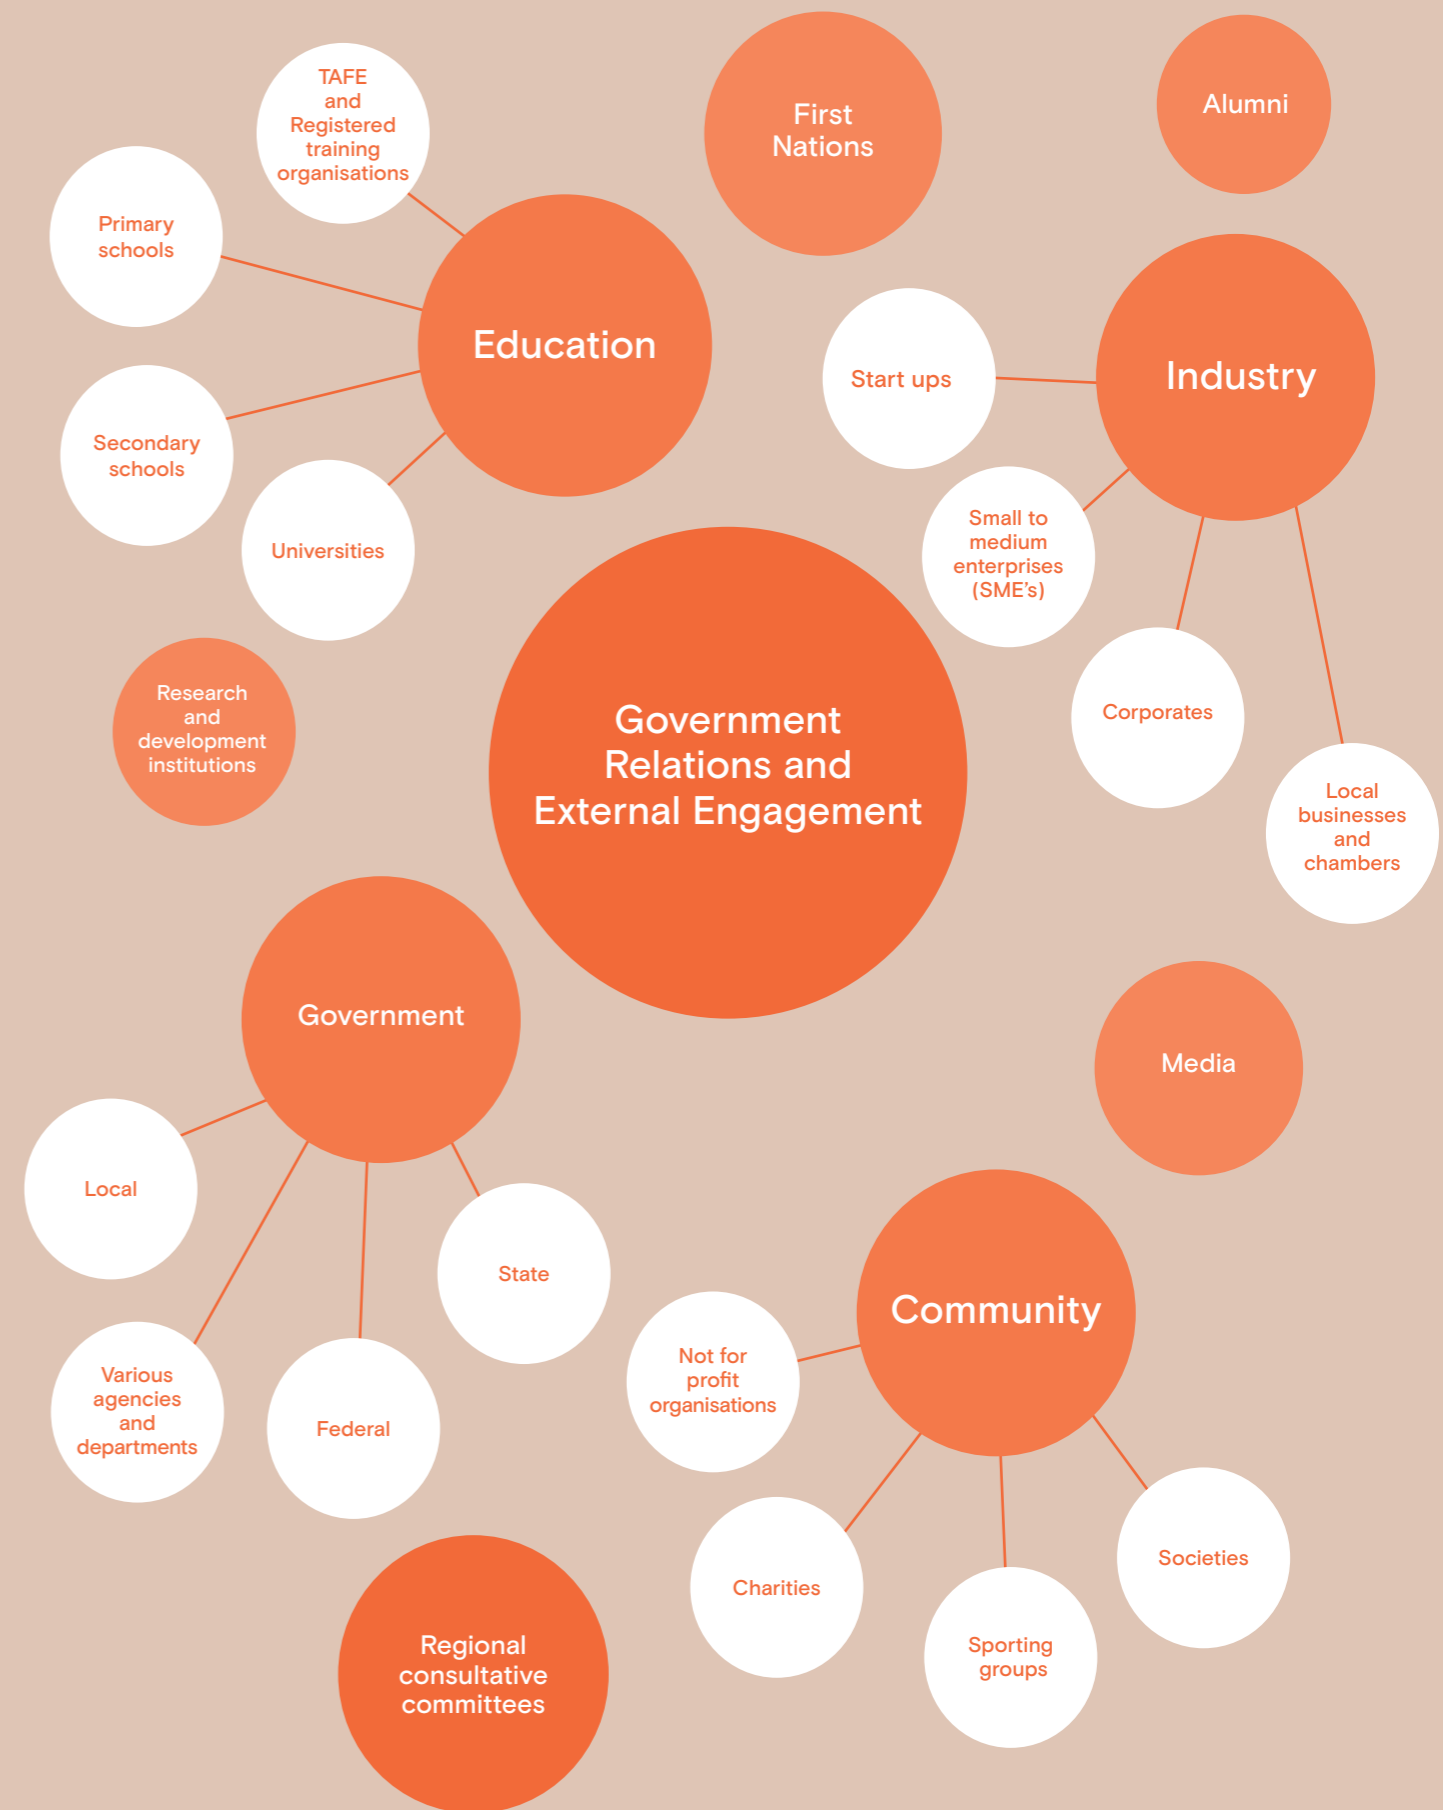 TAFE
and
Registered
training
organisations
First
Nations
Alumni
Primary
schools
Education
Start ups
Industry
Secondary
schools
Universities
Small to
medium
enterprises
(SME's)
Research
and
development
institutions
Government
Relations and
External Engagement
Corporates
Local
businesses
and
chambers
Government
Media
Local
State
Various
agencies
and
departments
Federal
Community
Not for
profit
organisations
Charities
Sporting
groups
Societies
Regional
consultative
committees